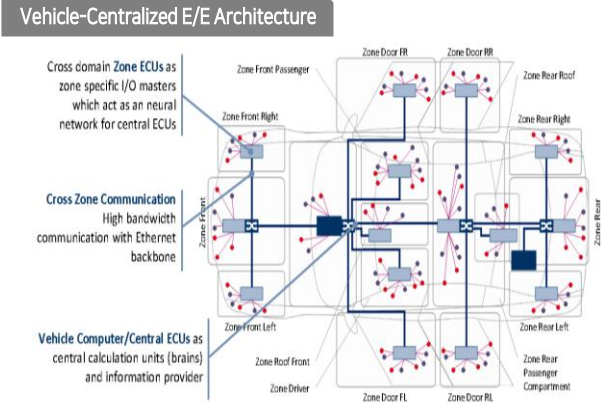 Vehicle-Centralized E/E Architecture
Cross domain Zone ECUs as
zone specific I/O masters
which act as an neural
network for central ECUs
Cross Zone Communication
High bandwidth
communication with Ethernet
backbone
Vehicle Computer/Central ECUs as
central calculation units (brains)
and information provider
Zone Door FR
Zone Door RR
Zone Front Passenger
Zone Rear Roof
Zone Front Right
Zone Rear Right
Zone Front
Zone Rear
Zone Front Left
Zone Rear Left
Zone Roof Front
Zone Driver
Zone Rear
Passenger
Compartment
Zone Door FL
Zone Door RL